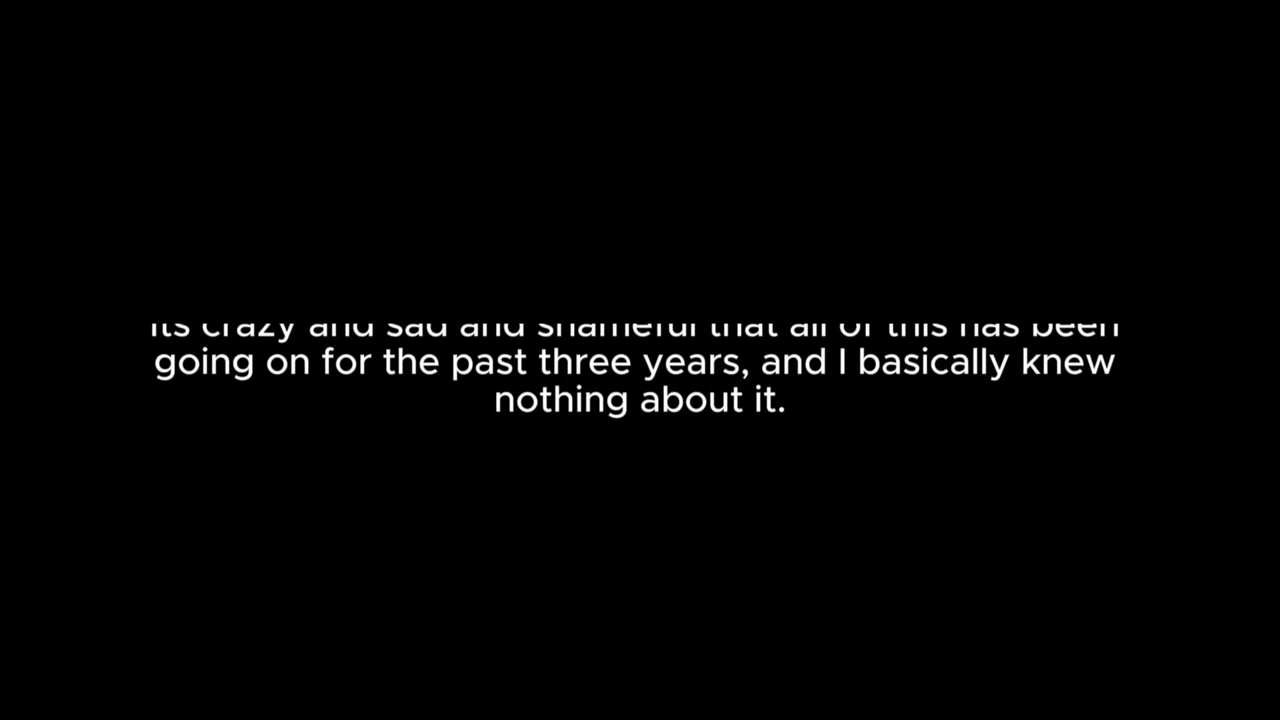 its crazy and sad and shameful that all of this has been
going on for the past three years, and I basically knew
nothing about it.